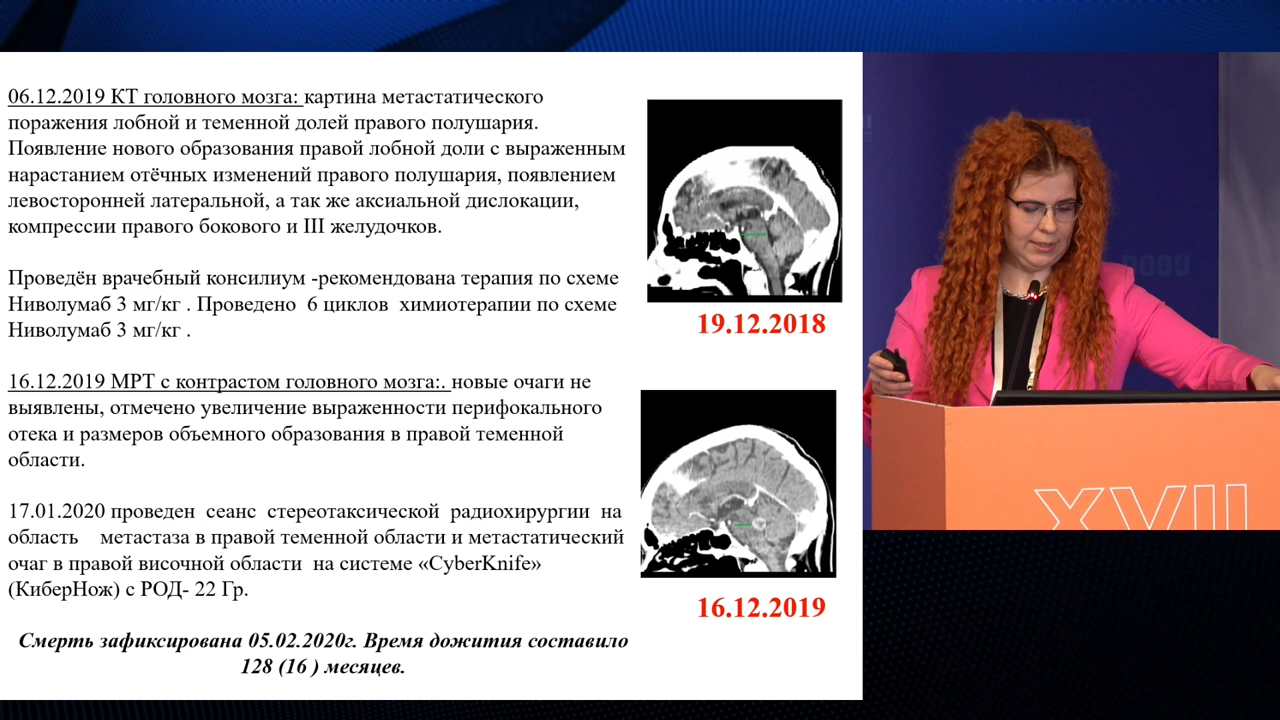 06.12.2019 КТ головного мозга: картина метастатического
поражения лобной и теменной долей правого полушария.
Появление нового образования правой лобной доли с выраженным
нарастанием отёчных изменений правого полушария, появлением
левосторонней латеральной, а так же аксиальной дислокации,
компрессии правого бокового и III желудочков.
Проведён врачебный консилиум -рекомендована терапия по схеме
Ниволумаб 3 мг/кг . Проведено 6 циклов химиотерапии по схеме
Ниволумаб 3 мг/кг .
16.12.2019 МРТ с контрастом головного мозга:. новые очаги не
выявлены, отмечено увеличение выраженности перифокального
отека и размеров объемного образования в правой теменной
области.
17.01.2020 проведен сеанс стереотаксической радиохирургии на
область метастаза в правой теменной области и метастатический
очаг в правой височной области на системе «CyberKnife»
(КиберНож) с РОД- 22 Гр.
Смерть зафиксирована 05.02.2020г. Время дожития составило
128 (16 ) месяцев.
19.12.2018
16.12.2019
XVII